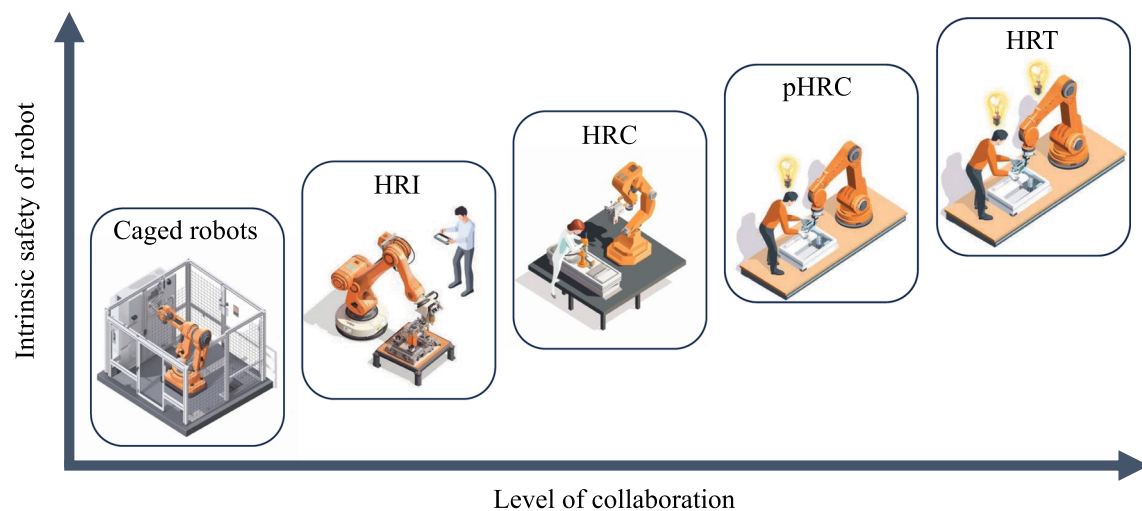 Intrinsic safety of robot
Caged robots
HRI
HRC
pHRC
HRT
Level of collaboration